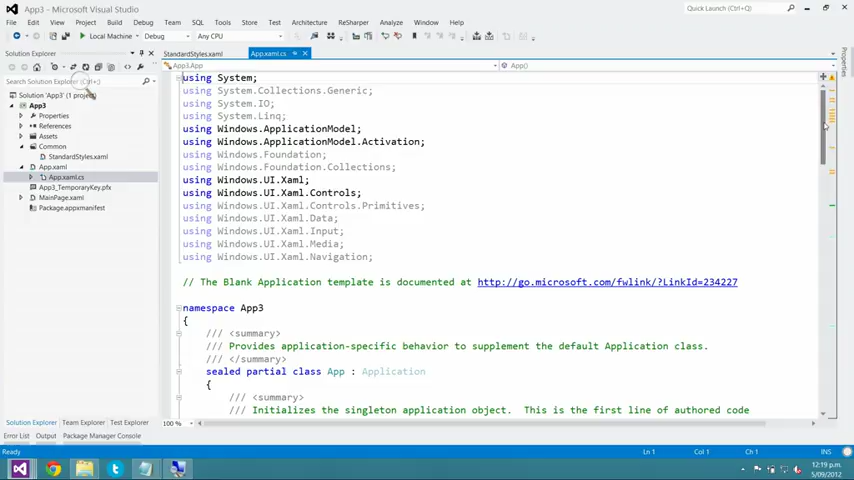 App3 - Microsoft Visual Studio
Quick Launch (Ctrl+Q)
File Edit View Project Build Debug Team SQL Tools Store Test Architecture ReSharper Analyze Window Help
Local Machine Debug Any CPU
Solution Explorer
StandardStyles.xaml App.xaml.cs
App3.App App()
Search Solution Explorer (Ctrl+;)
Solution 'App3' (1 project)
App3
Properties
References
Assets
Common
StandardStyles.xaml
App.xaml
App.xaml.cs
App3_TemporaryKey.pfx
MainPage.xaml
Package.appxmanifest
using System;
using System.Collections.Generic;
using System.IO;
using System.Linq;
using Windows.ApplicationModel;
using Windows.ApplicationModel.Activation;
using Windows.Foundation;
using Windows.Foundation.Collections;
using Windows.UI.Xaml;
using Windows.UI.Xaml.Controls;
using Windows.UI.Xaml.Controls.Primitives;
using Windows.UI.Xaml.Data;
using Windows.UI.Xaml.Input;
using Windows.UI.Xaml.Media;
using Windows.UI.Xaml.Navigation;
// The Blank Application template is documented at http://go.microsoft.com/fwlink/?LinkId=234227
namespace App3
{
/// <summary>
/// Provides application-specific behavior to supplement the default Application class.
/// </summary>
sealed partial class App : Application
{
/// <summary>
/// Initializes the singleton application object.  This is the first line of authored code
Properties
100 %
Solution Explorer Team Explorer Test Explorer
Error List Output Package Manager Console
Ready Ln 1 Col 1 Ch 1 INS
12:19 p.m.
5/09/2012